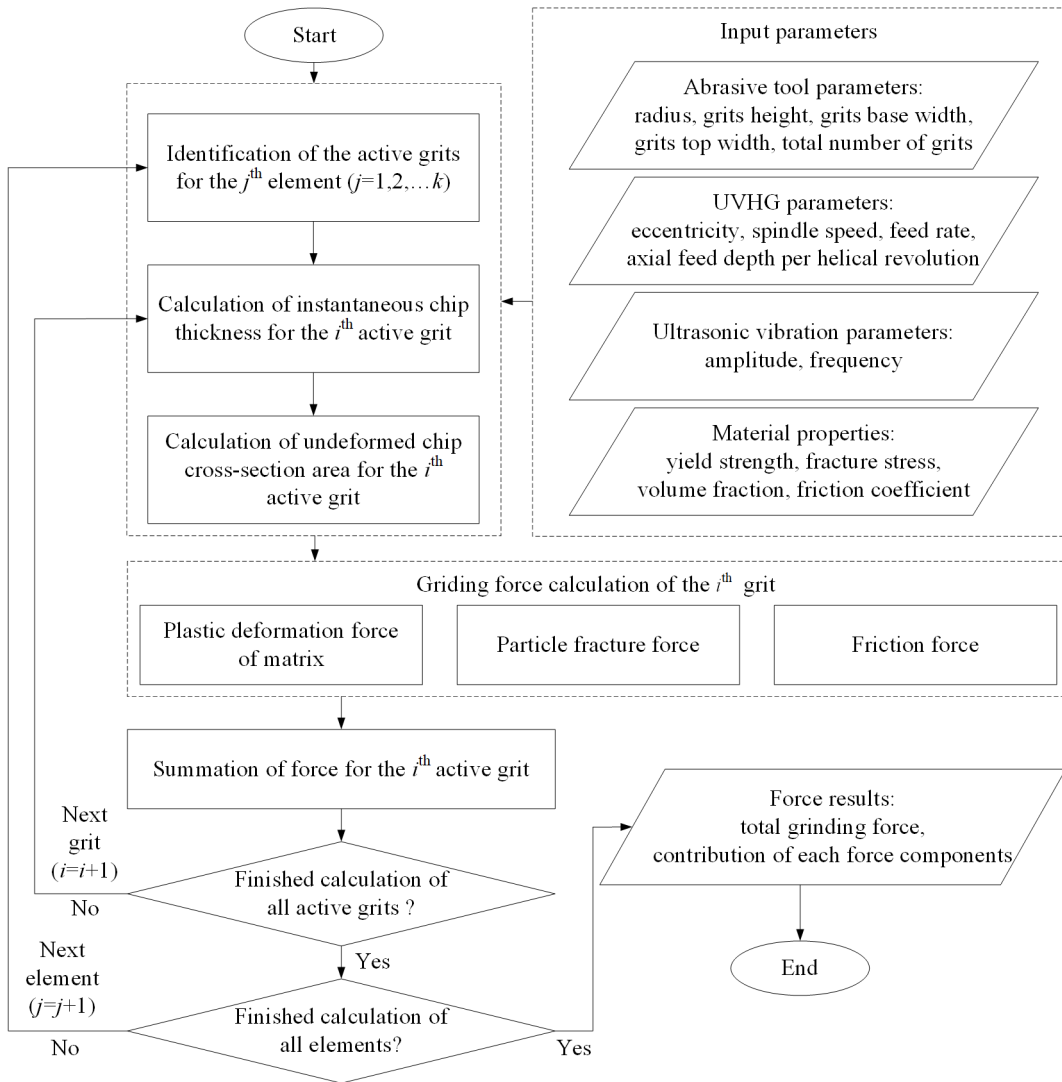 Start
Identification of the active grits
for the jth element (j=1,2,…k)
Calculation of instantaneous chip
thickness for the ith active grit
Calculation of undeformed chip
cross-section area for the ith
active grit
Input parameters
Abrasive tool parameters:
radius, grits height, grits base width,
grits top width, total number of grits
UVHG parameters:
eccentricity, spindle speed, feed rate,
axial feed depth per helical revolution
Ultrasonic vibration parameters:
amplitude, frequency
Material properties:
yield strength, fracture stress,
volume fraction, friction coefficient
Griding force calculation of the ith grit
Plastic deformation force
of matrix
Particle fracture force
Friction force
Summation of force for the ith active grit
Next
grit
(i=i+1)
No
Finished calculation of
all active grits ?
Yes
Next
element
(j=j+1)
No
Finished calculation of
all elements?
Yes
Force results:
total grinding force,
contribution of each force components
End